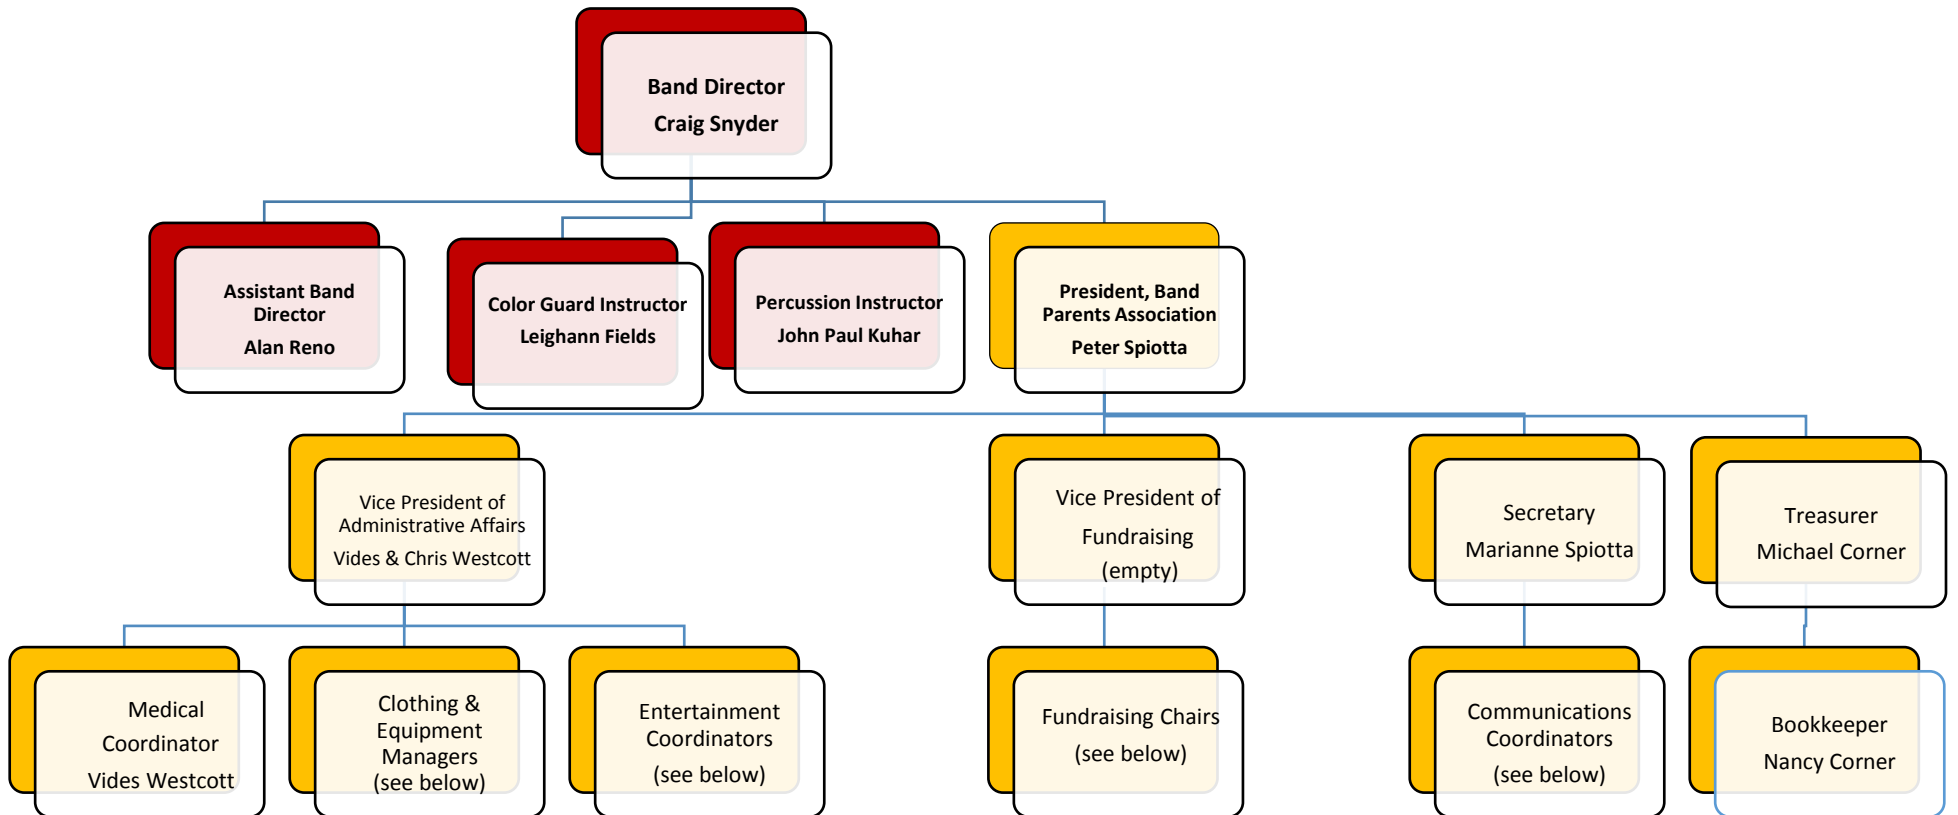 Band Director
Craig Snyder
Assistant Band
Director
Alan Reno
Color Guard Instructor
Leighann Fields
Percussion Instructor
John Paul Kuhar
President, Band
Parents Association
Peter Spiotta
Vice President of
Administrative Affairs
Vides & Chris Westcott
Vice President of
Fundraising
(empty)
Secretary
Marianne Spiotta
Treasurer
Michael Corner
Medical
Coordinator
Vides Westcott
Clothing &
Equipment
Managers
(see below)
Entertainment
Coordinators
(see below)
Fundraising Chairs
(see below)
Communications
Coordinators
(see below)
Bookkeeper
Nancy Corner